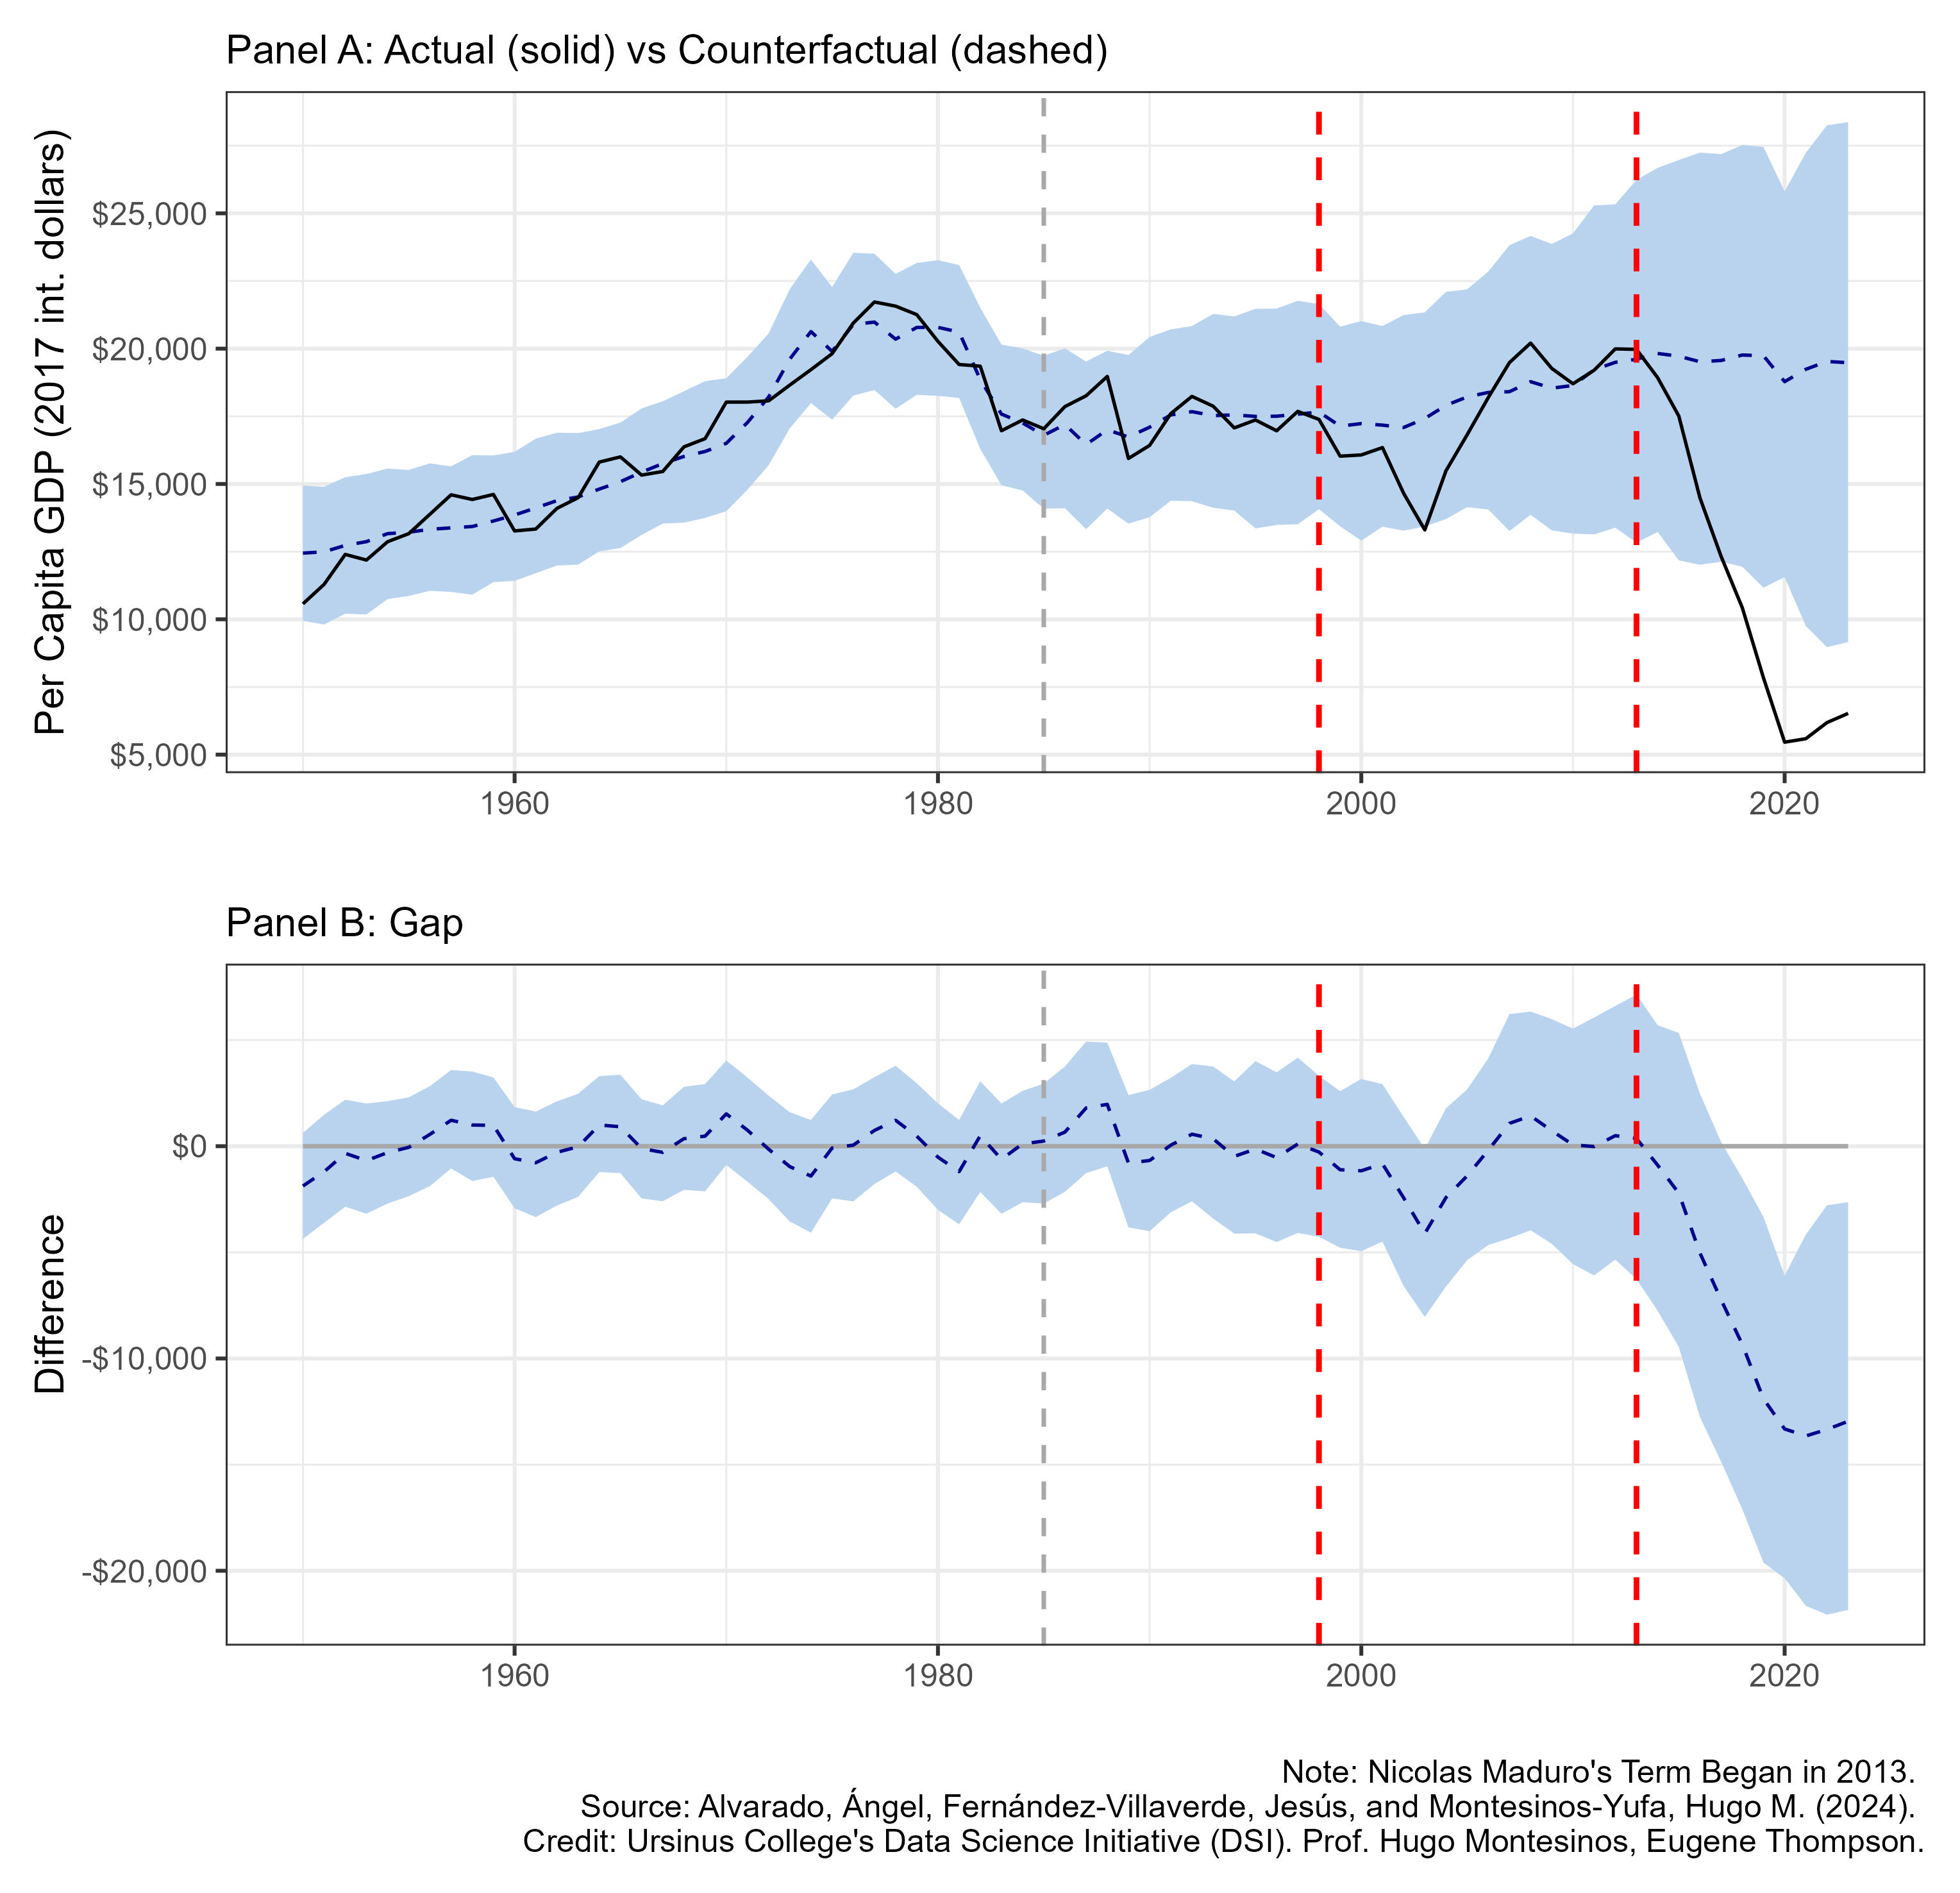 Panel A: Actual (solid) vs Counterfactual (dashed)
Per Capita GDP (2017 int. dollars)
$25,000
$20,000
$15,000
$10,000
$5,000
1960 1980 2000 2020
Panel B: Gap
Difference
$0
-$10,000
-$20,000
1960 1980 2000 2020
Note: Nicolas Maduro's Term Began in 2013.
Source: Alvarado, Ángel, Fernández-Villaverde, Jesús, and Montesinos-Yufa, Hugo M. (2024).
Credit: Ursinus College's Data Science Initiative (DSI). Prof. Hugo Montesinos, Eugene Thompson.